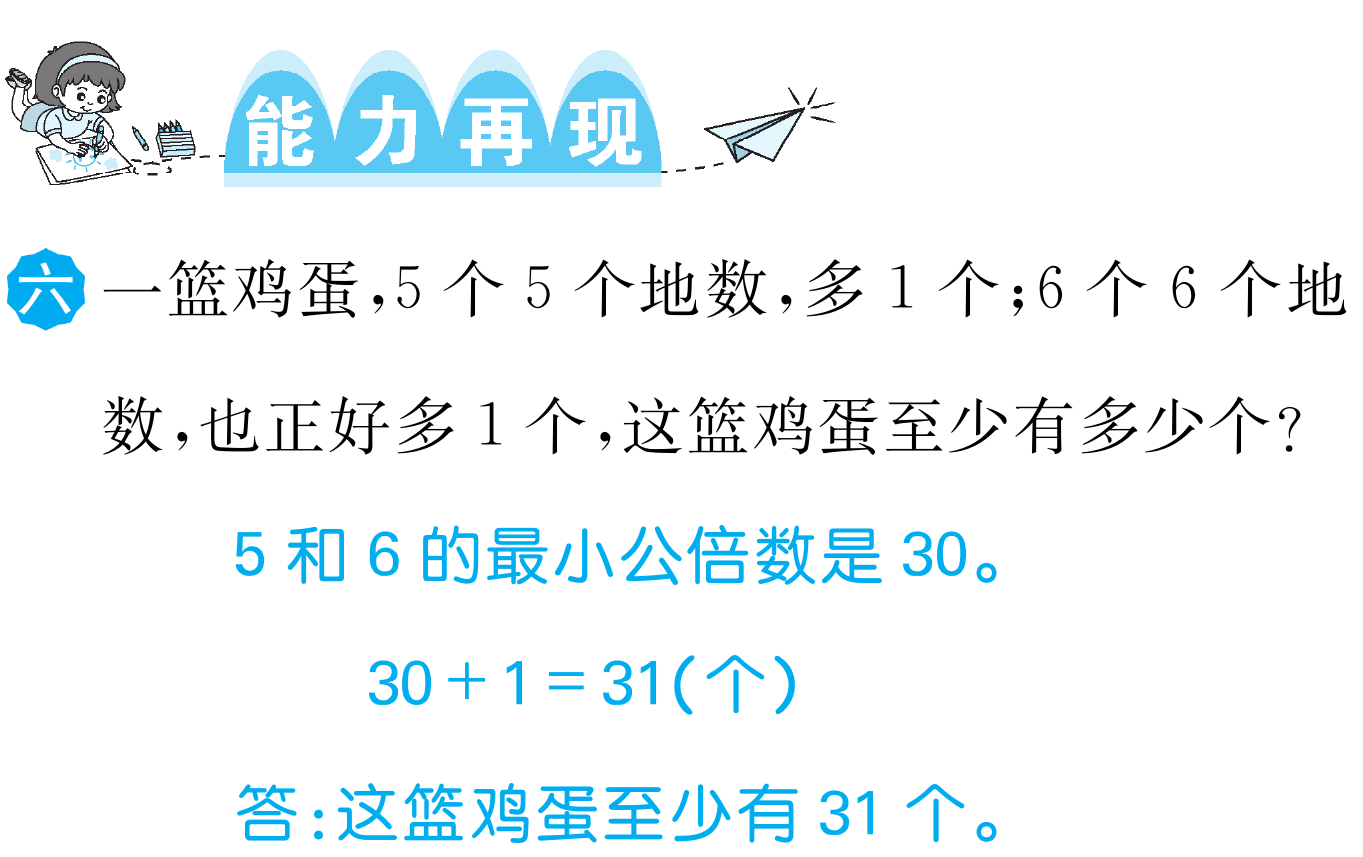 能力再现
六 一篮鸡蛋,5个5个地数,多1个;6个6个地
数,也正好多1个,这篮鸡蛋至少有多少个?
5和6的最小公倍数是30。
30+1=31(个)
答:这篮鸡蛋至少有31个。